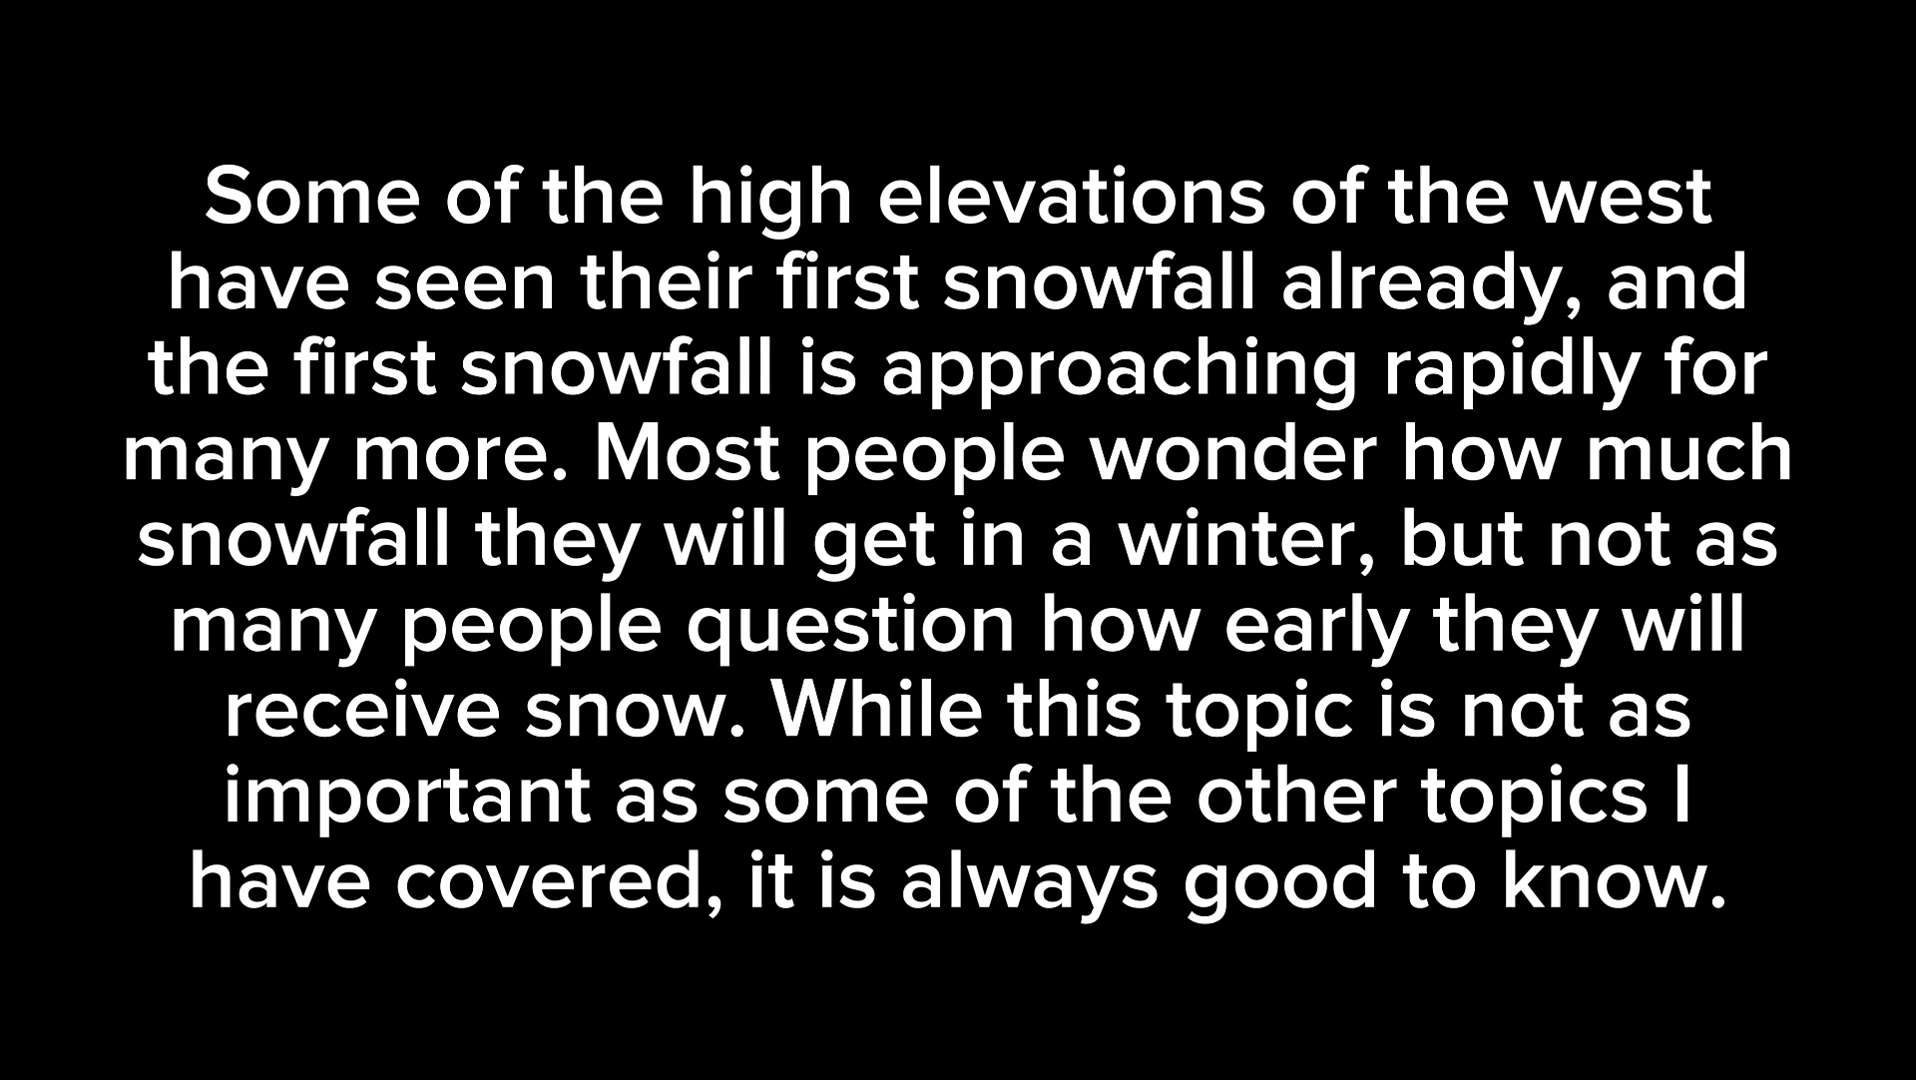 Some of the high elevations of the west
have seen their first snowfall already, and
the first snowfall is approaching rapidly for
many more. Most people wonder how much
snowfall they will get in a winter, but not as
many people question how early they will
receive snow. While this topic is not as
important as some of the other topics I
have covered, it is always good to know.